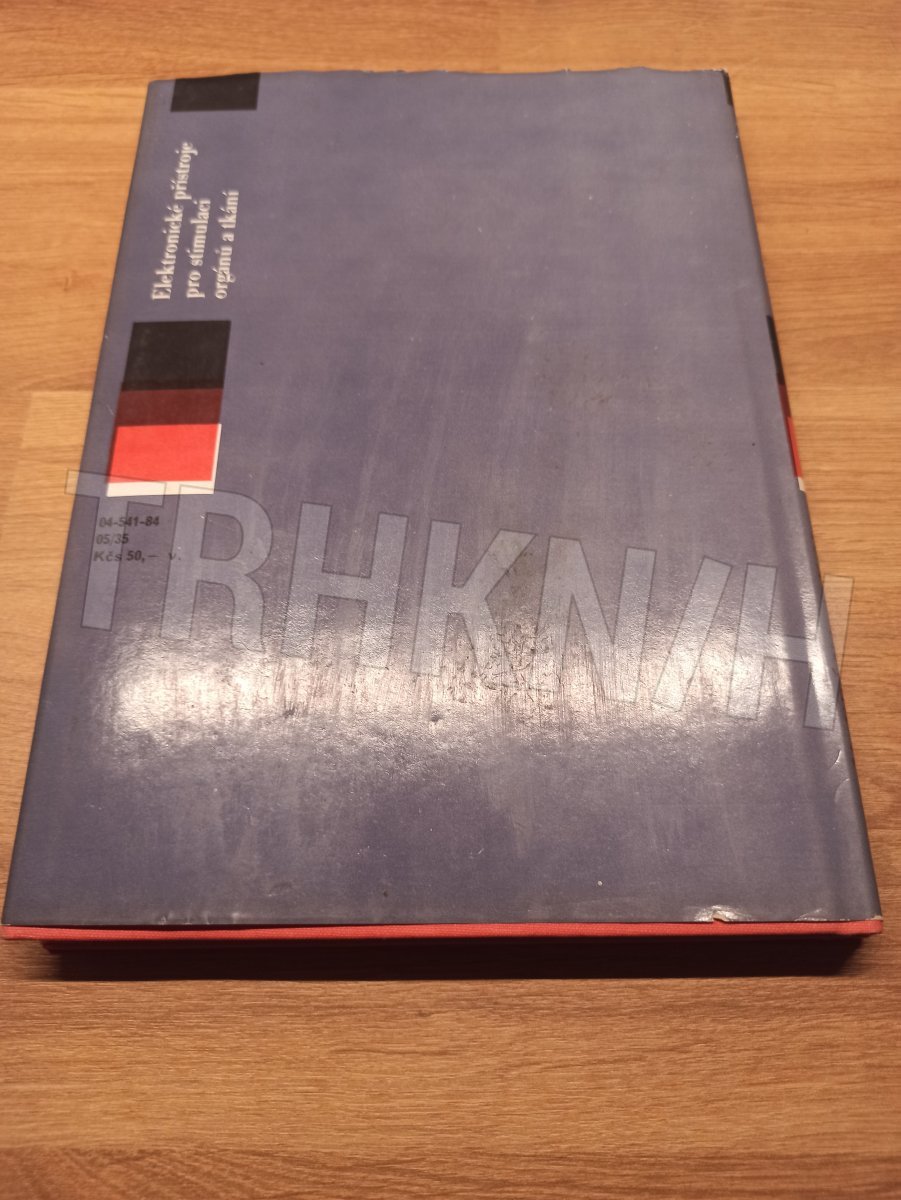 Elektronické přístroje
pro stimulaci
orgánů a tkání
04-541-84
05/35
Kčs 50,- v.
TRHKNIH